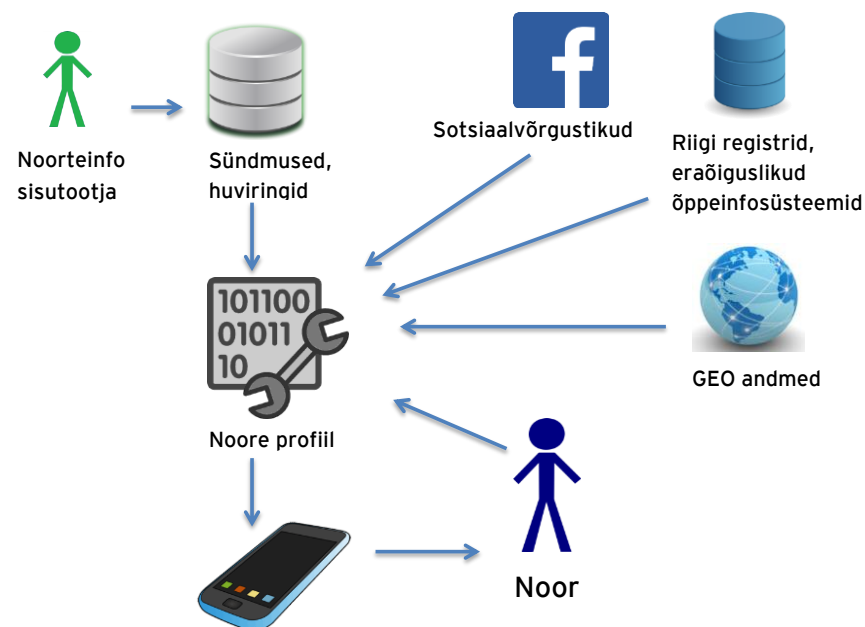 Noorteinfo
sisutootja
Sündmused,
huviringid
Sotsiaalvõrgustikud
Riigi registrid,
eraõiguslikud
õppeinfosüsteemid
101100
01011
10
GEO andmed
Noore profiil
Noor